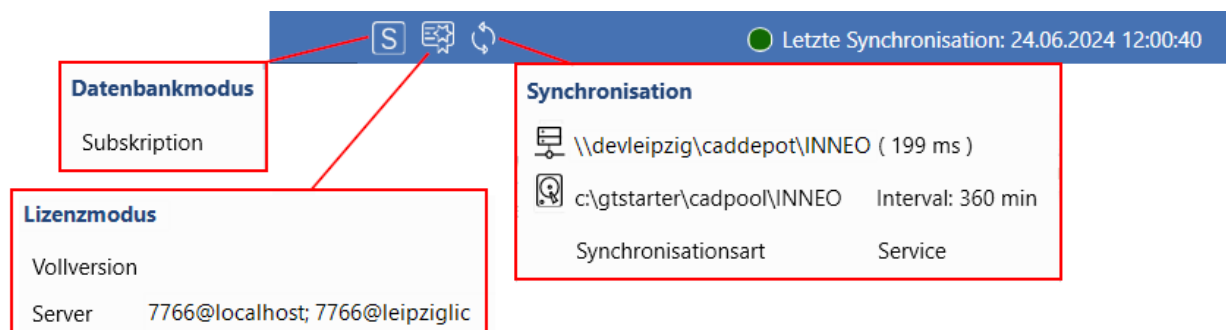 S
Letzte Synchronisation: 24.06.2024 12:00:40
Datenbankmodus
Subskription
Synchronisation
\\devleipzig\caddepot\INNEO ( 199 ms )
c:\gtstarter\cadpool\INNEO Interval: 360 min
Synchronisationsart Service
Lizenzmodus
Vollversion
Server 7766@localhost; 7766@leipziglic